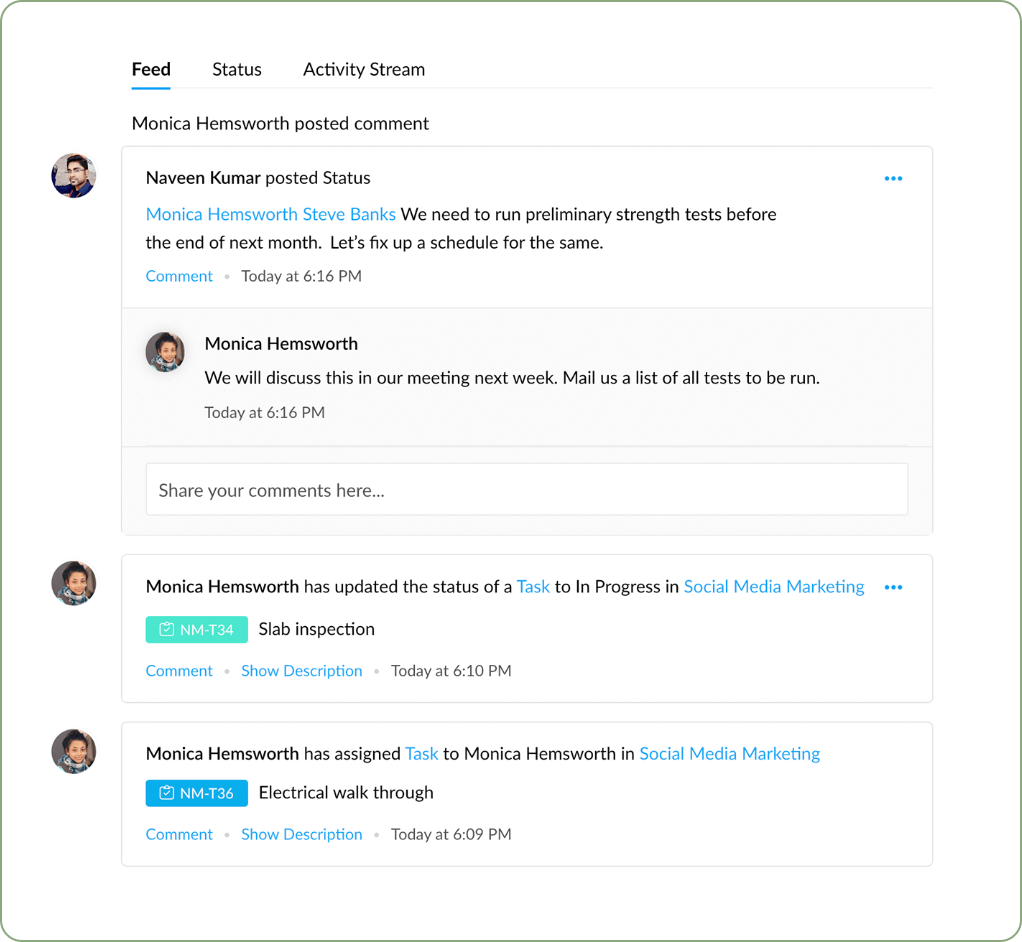 Feed Status Activity Stream
Monica Hemsworth posted comment
Naveen Kumar posted Status
Monica Hemsworth Steve Banks We need to run preliminary strength tests before
the end of next month. Let’s fix up a schedule for the same.
Comment • Today at 6:16 PM
Monica Hemsworth
We will discuss this in our meeting next week. Mail us a list of all tests to be run.
Today at 6:16 PM
Share your comments here...
Monica Hemsworth has updated the status of a Task to In Progress in Social Media Marketing
NM-T34 Slab inspection
Comment • Show Description • Today at 6:10 PM
Monica Hemsworth has assigned Task to Monica Hemsworth in Social Media Marketing
NM-T36 Electrical walk through
Comment • Show Description • Today at 6:09 PM